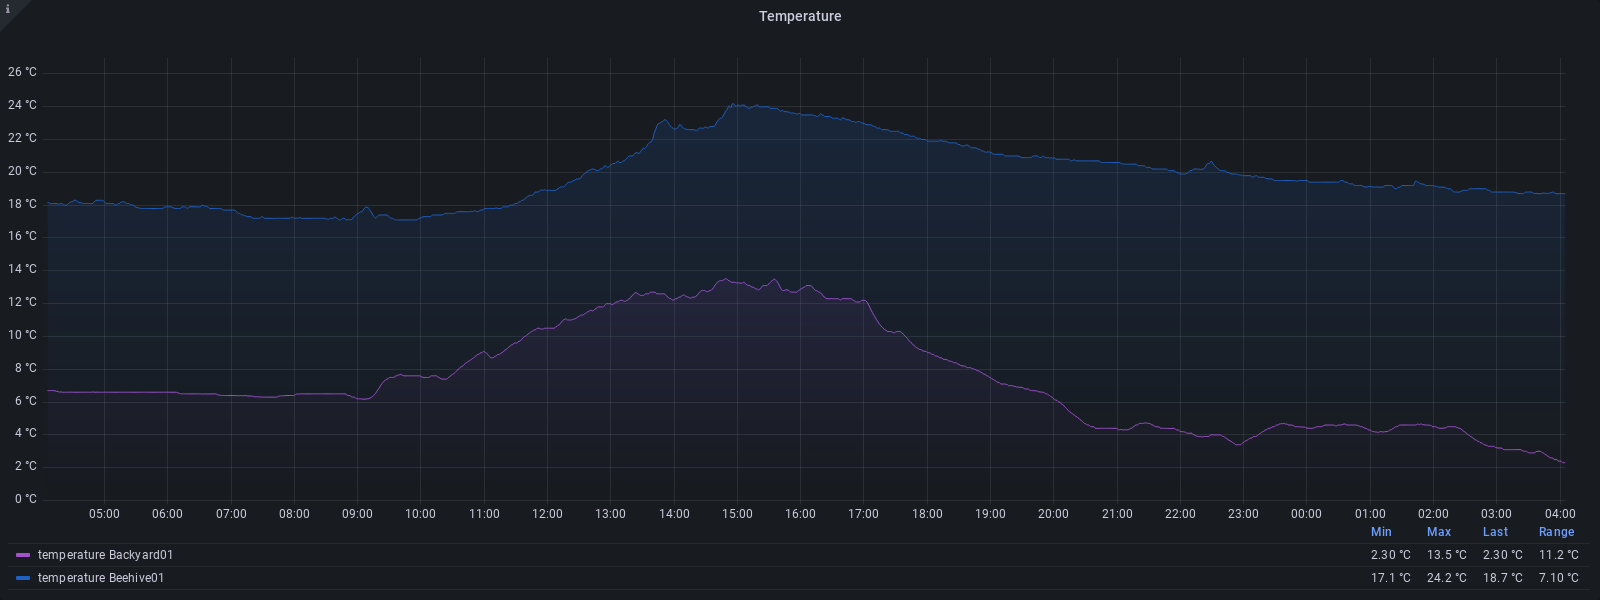 i
Temperature
26 °C
24 °C
22 °C
20 °C
18 °C
16 °C
14 °C
12 °C
10 °C
8 °C
6 °C
4 °C
2 °C
0 °C
05:00 06:00 07:00 08:00 09:00 10:00 11:00 12:00 13:00 14:00 15:00 16:00 17:00 18:00 19:00 20:00 21:00 22:00 23:00 00:00 01:00 02:00 03:00 04:00
Min Max Last Range
temperature Backyard01 2.30 °C 13.5 °C 2.30 °C 11.2 °C
temperature Beehive01 17.1 °C 24.2 °C 18.7 °C 7.10 °C